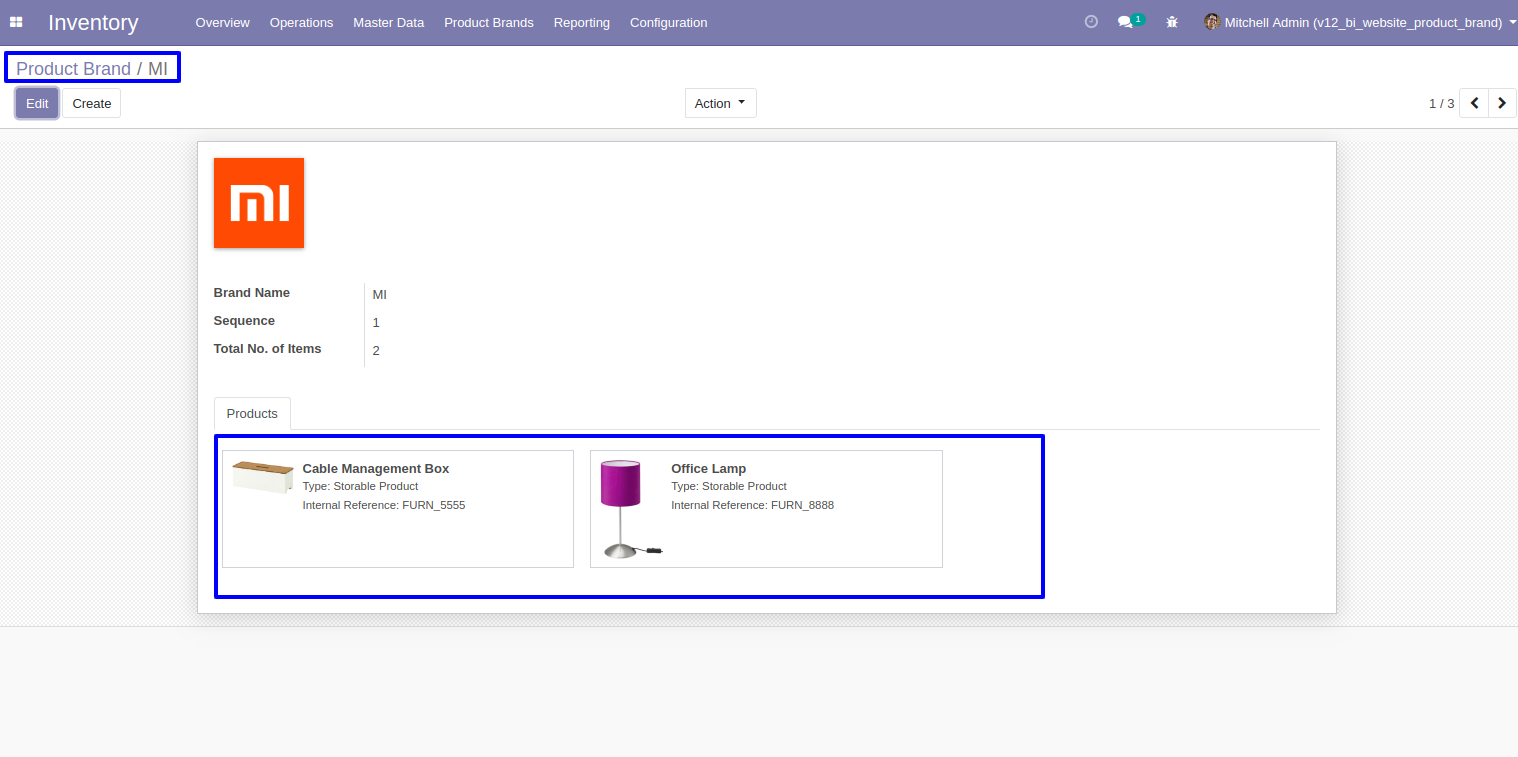 Inventory Overview Operations Master Data Product Brands Reporting Configuration 1 Mitchell Admin (v12_bi_website_product_brand)
Product Brand / MI
Edit Create Action 1 / 3
mi
Brand Name MI
Sequence 1
Total No. of Items 2
Products
Cable Management Box
Type: Storable Product
Internal Reference: FURN_5555
Office Lamp
Type: Storable Product
Internal Reference: FURN_8888